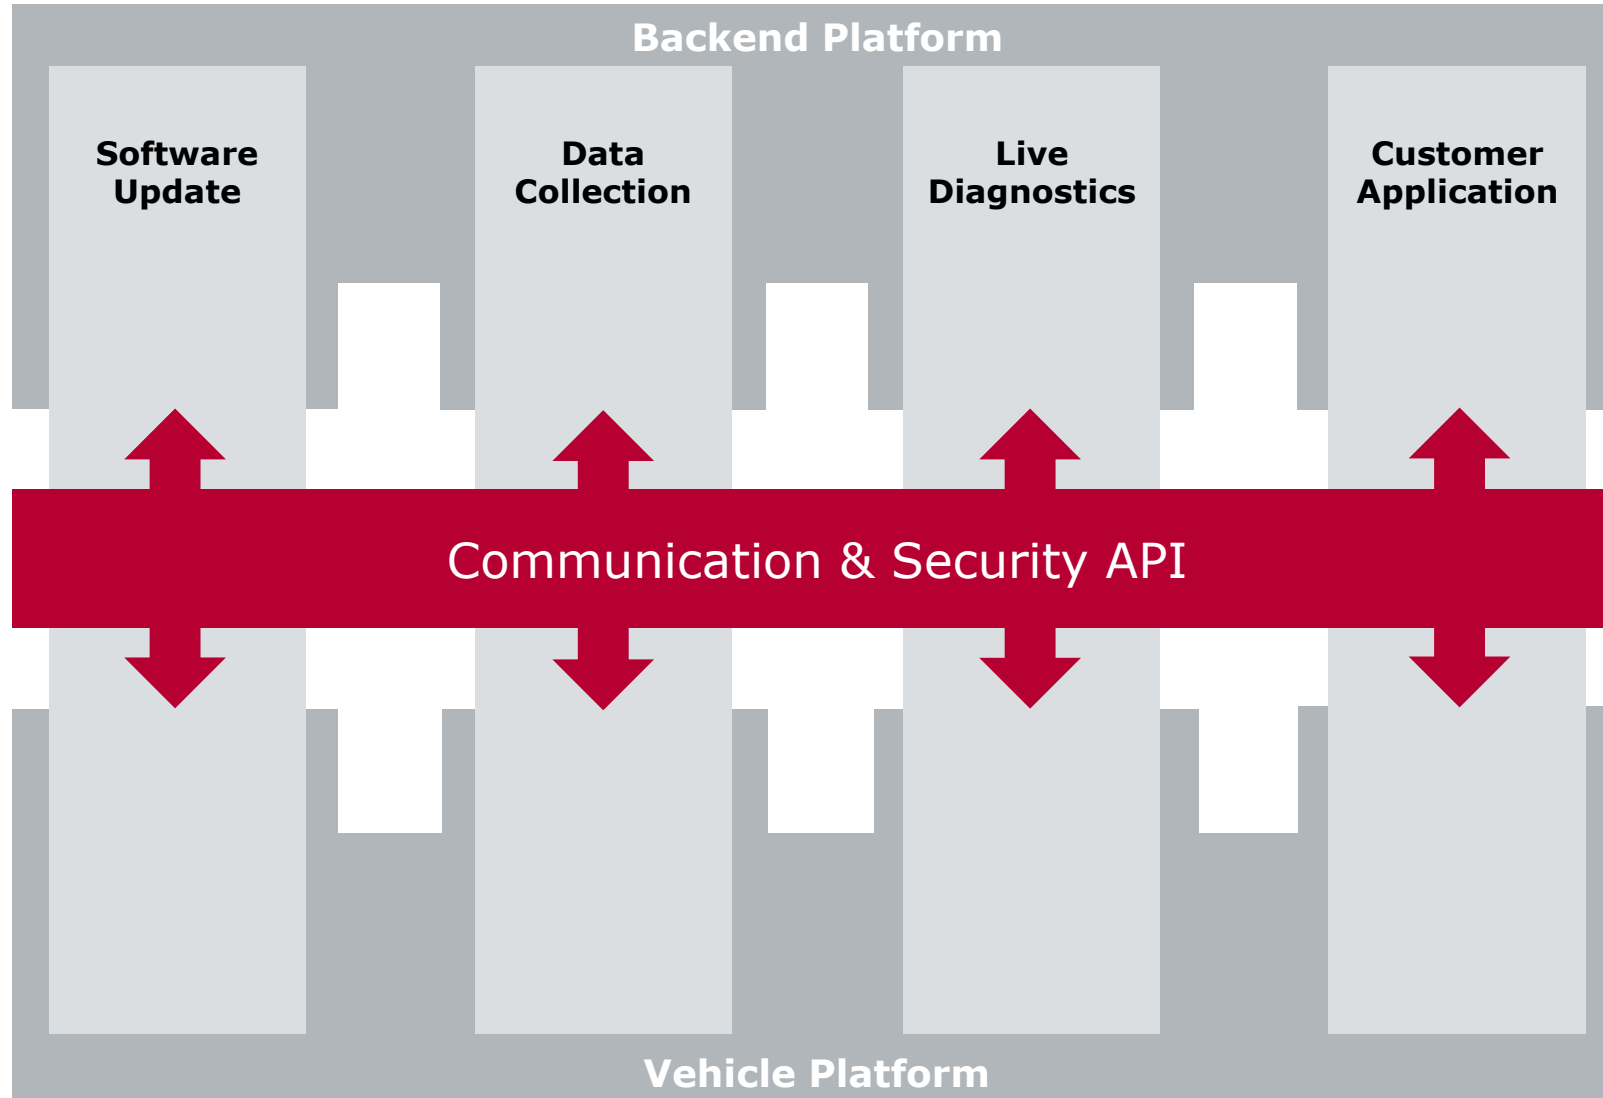 Backend Platform
Software
Update
Data
Collection
Live
Diagnostics
Customer
Application
Communication & Security API
Vehicle Platform